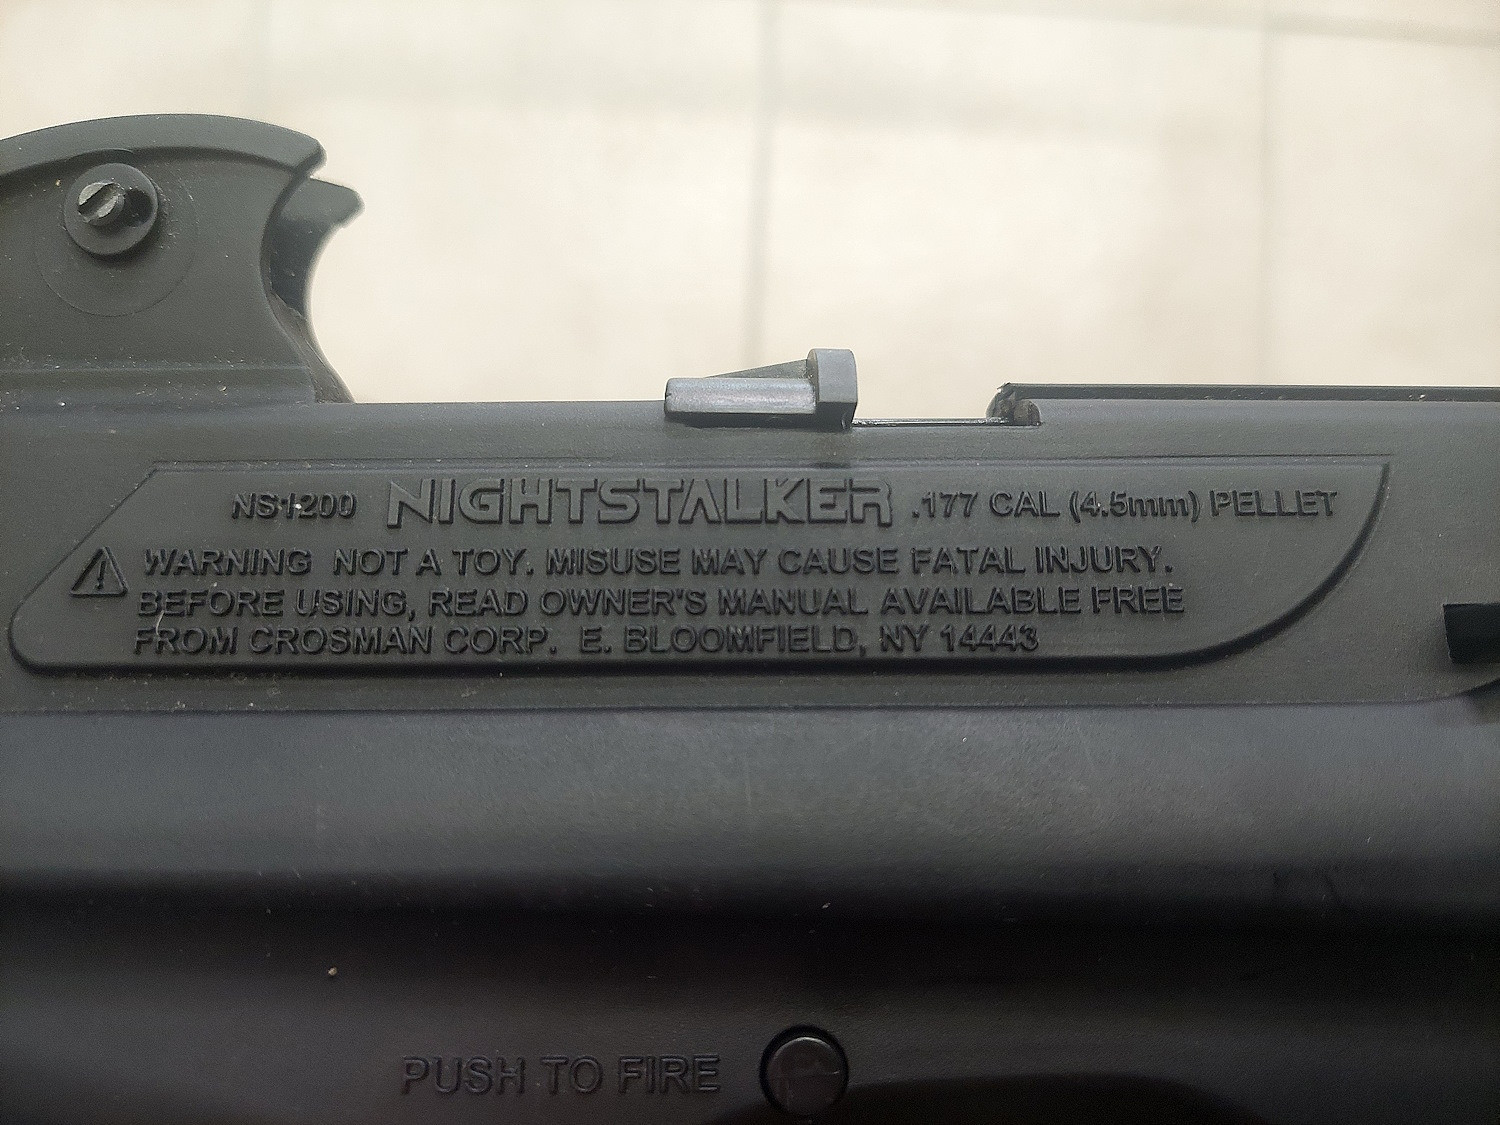 NS1200 NIGHTSTALKER .177 CAL (4.5mm) PELLET
WARNING NOT A TOY. MISUSE MAY CAUSE FATAL INJURY.
BEFORE USING, READ OWNER'S MANUAL AVAILABLE FREE
FROM CROSMAN CORP. E. BLOOMFIELD, NY 14443
PUSH TO FIRE